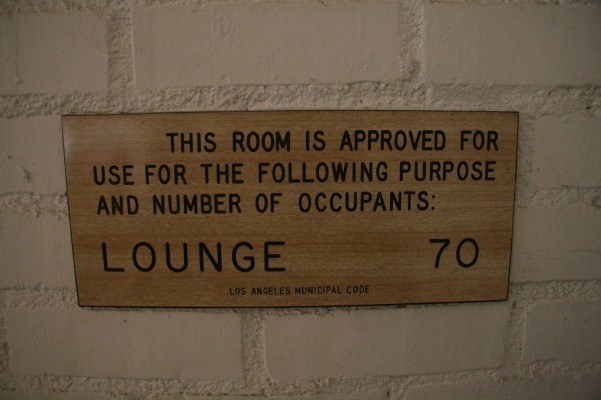 THIS ROOM IS APPROVED FOR
USE FOR THE FOLLOWING PURPOSE
AND NUMBER OF OCCUPANTS:
LOUNGE 70
LOS ANGELES MUNICIPAL CODE